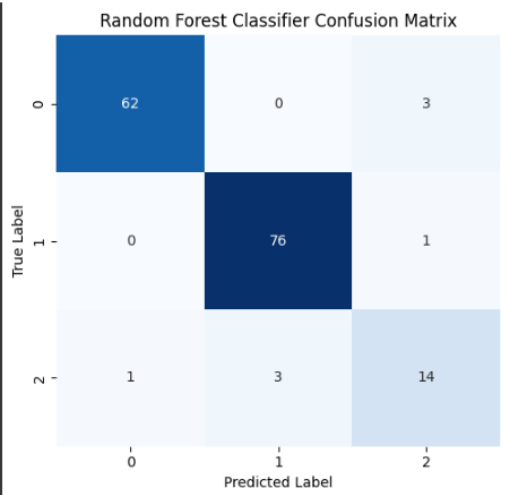 Random Forest Classifier Confusion Matrix
0 62 0 3
1 0 76 1
2 1 3 14
0 1 2
True Label
Predicted Label